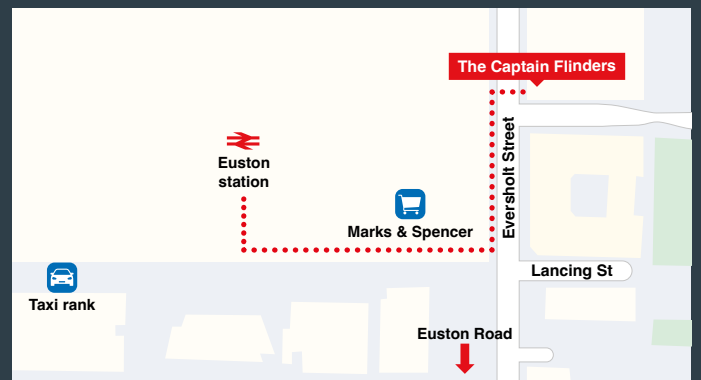 The Captain Flinders
Euston
station
Eversholt Street
Marks & Spencer
Lancing St
Taxi rank
Euston Road